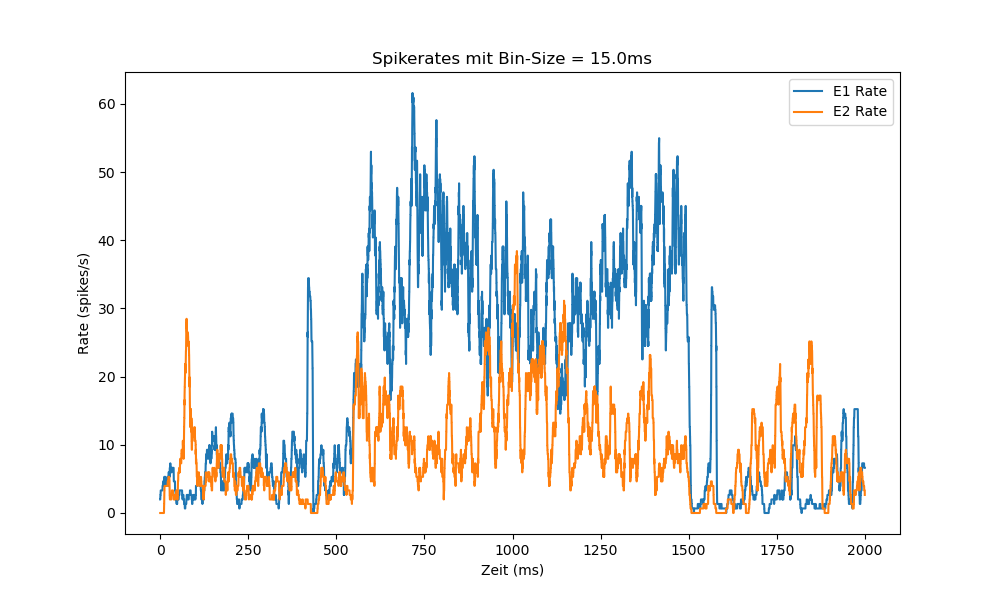 Spikerates mit Bin-Size = 15.0ms
E1 Rate
E2 Rate
Rate (spikes/s)
60
50
40
30
20
10
0
0 250 500 750 1000 1250 1500 1750 2000
Zeit (ms)